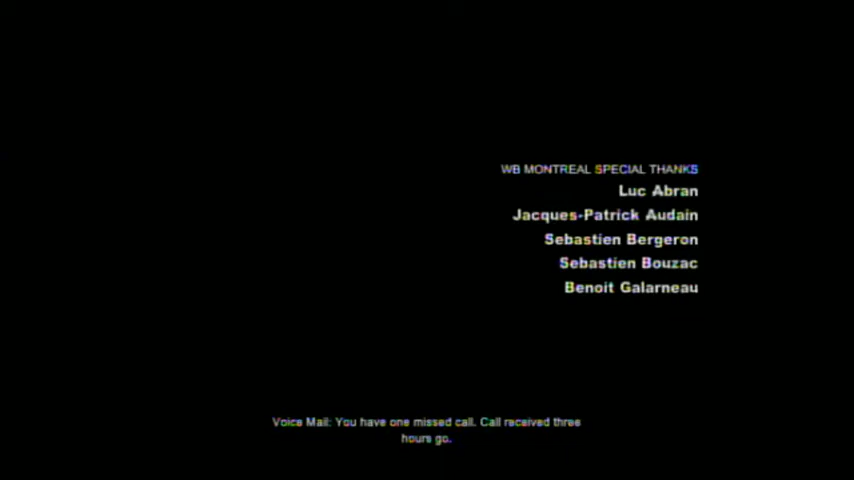 WB MONTREAL SPECIAL THANKS
Luc Abran
Jacques-Patrick Audain
Sebastien Bergeron
Sebastien Bouzac
Benoit Galarneau
Voice Mail: You have one missed call. Call received three
hours go.